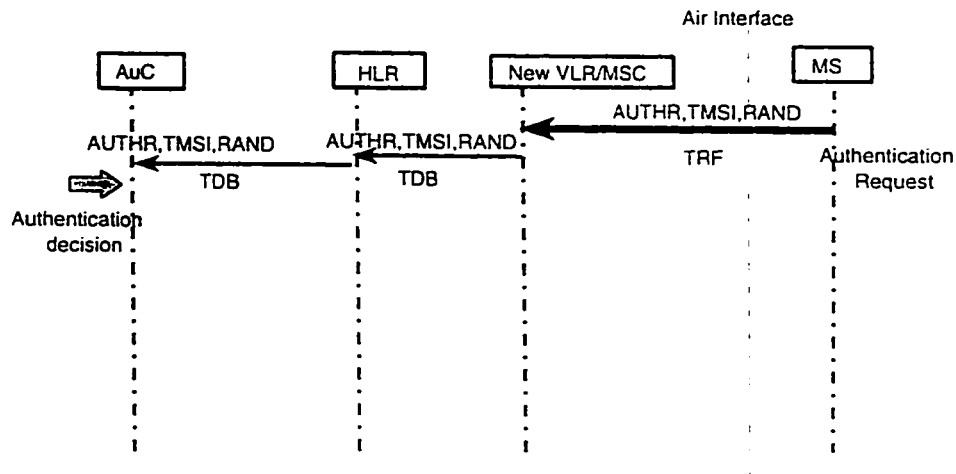 Air Interface
AuC
HLR
New VLR/MSC
MS
AUTHR,TMSI,RAND
AUTHR,TMSI,RAND
AUTHR,TMSI,RAND
TDB
TDB
TRF
Authentication
Request
Authentication
decision